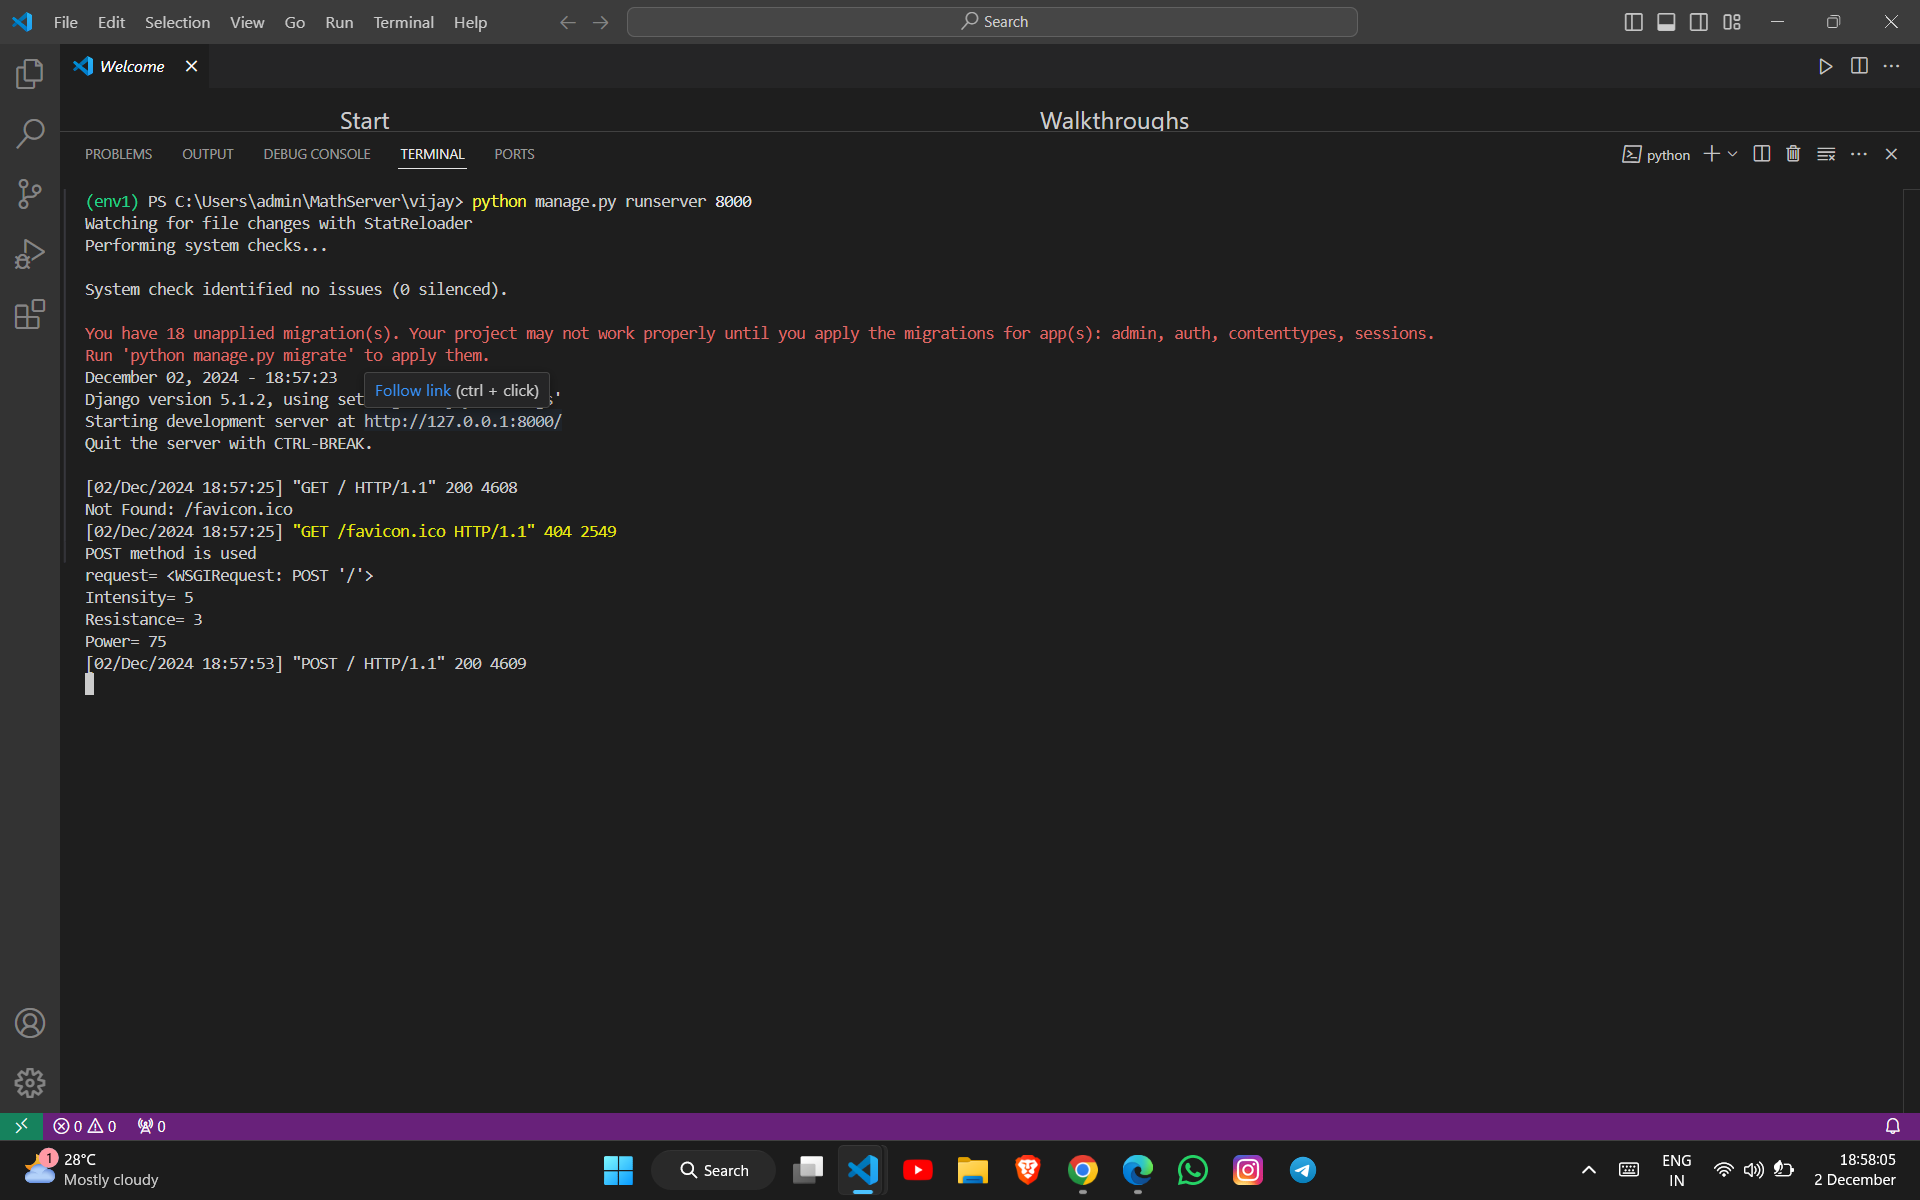 File Edit Selection View Go Run Terminal Help Search
Welcome
Start Walkthroughs
PROBLEMS OUTPUT DEBUG CONSOLE TERMINAL PORTS python
(env1) PS C:\Users\admin\MathServer\vijay> python manage.py runserver 8000
Watching for file changes with StatReloader
Performing system checks...
System check identified no issues (0 silenced).
You have 18 unapplied migration(s). Your project may not work properly until you apply the migrations for app(s): admin, auth, contenttypes, sessions.
Run 'python manage.py migrate' to apply them.
December 02, 2024 - 18:57:23
Follow link (ctrl + click)
Django version 5.1.2, using set
Starting development server at http://127.0.0.1:8000/
Quit the server with CTRL-BREAK.
[02/Dec/2024 18:57:25] "GET / HTTP/1.1" 200 4608
Not Found: /favicon.ico
[02/Dec/2024 18:57:25] "GET /favicon.ico HTTP/1.1" 404 2549
POST method is used
request= <WSGIRequest: POST '/'>
Intensity= 5
Resistance= 3
Power= 75
[02/Dec/2024 18:57:53] "POST / HTTP/1.1" 200 4609
0 0 0
1 28°C
Mostly cloudy
Search
ENG
IN
18:58:05
2 December